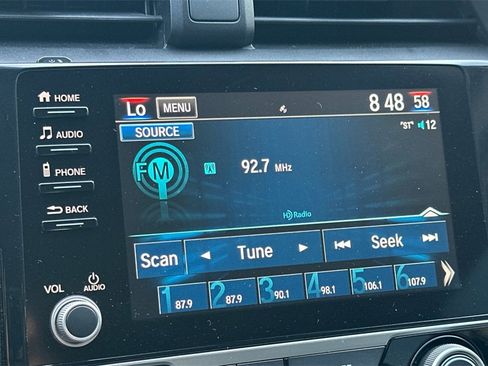 HOME
Lo MENU 8 48 58
AUDIO
SOURCE "ST" 12
FM 92.7 MHz
PHONE
BACK
HD Radio
Scan Tune Seek
VOL AUDIO
1 87.9 2 87.9 3 90.1 4 98.1 5 106.1 6 107.9